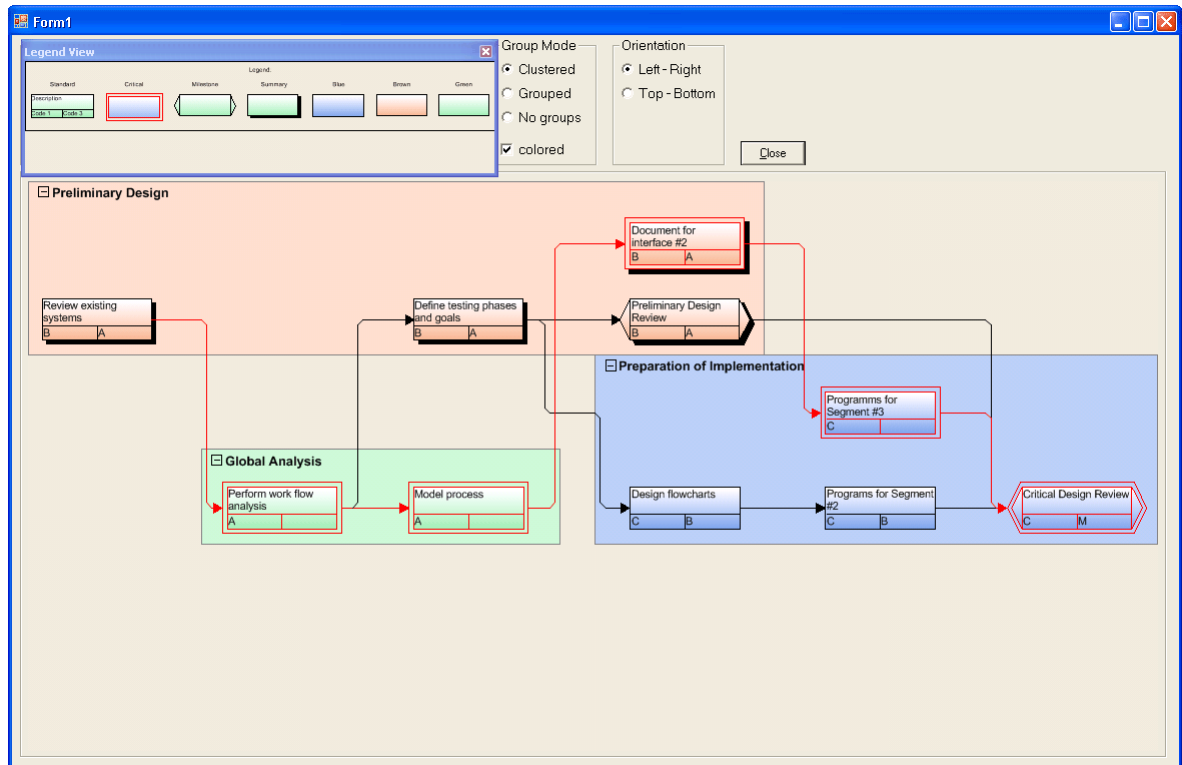 Form1
Legend View
Legend:
Standard Critical Milestone Summary Blue Brown Green
Description
Code 1 Code 3
Group Mode
Clustered
Grouped
No groups
colored
Orientation
Left - Right
Top - Bottom
Close
Preliminary Design
Document for
interface #2
B A
Review existing
systems
B A
Define testing phases
and goals
B A
Preliminary Design
Review
B A
Preparation of Implementation
Programms for
Segment #3
C
Global Analysis
Perform work flow
analysis
A
Model process
A
Design flowcharts
C B
Programs for Segment
#2
C B
Critical Design Review
C M